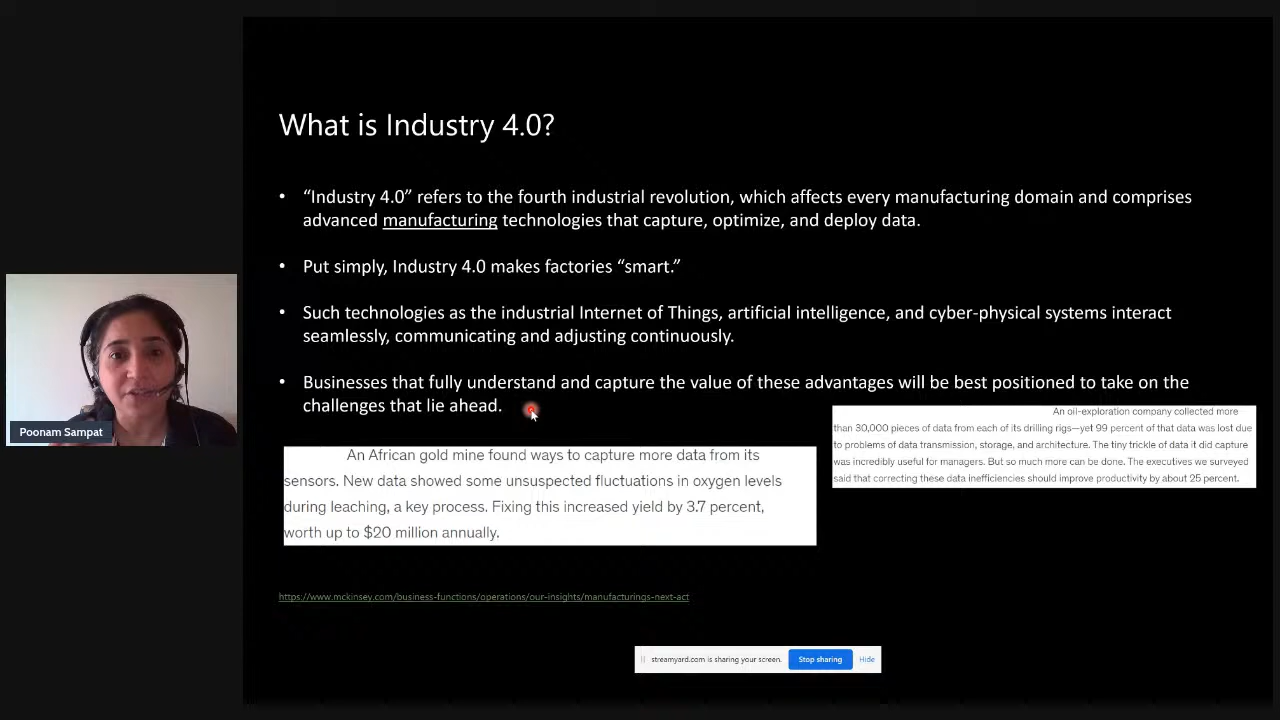 What is Industry 4.0?
• “Industry 4.0” refers to the fourth industrial revolution, which affects every manufacturing domain and comprises
advanced manufacturing technologies that capture, optimize, and deploy data.
• Put simply, Industry 4.0 makes factories “smart.”
• Such technologies as the industrial Internet of Things, artificial intelligence, and cyber-physical systems interact
seamlessly, communicating and adjusting continuously.
• Businesses that fully understand and capture the value of these advantages will be best positioned to take on the
challenges that lie ahead.
An oil-exploration company collected more
than 30,000 pieces of data from each of its drilling rigs—yet 99 percent of that data was lost due
to problems of data transmission, storage, and architecture. The tiny trickle of data it did capture
was incredibly useful for managers. But so much more can be done. The executives we surveyed
said that correcting these data inefficiencies should improve productivity by about 25 percent.
Poonam Sampat
An African gold mine found ways to capture more data from its
sensors. New data showed some unsuspected fluctuations in oxygen levels
during leaching, a key process. Fixing this increased yield by 3.7 percent,
worth up to $20 million annually.
https://www.mckinsey.com/business-functions/operations/our-insights/manufacturings-next-act
streamyard.com is sharing your screen. Stop sharing Hide